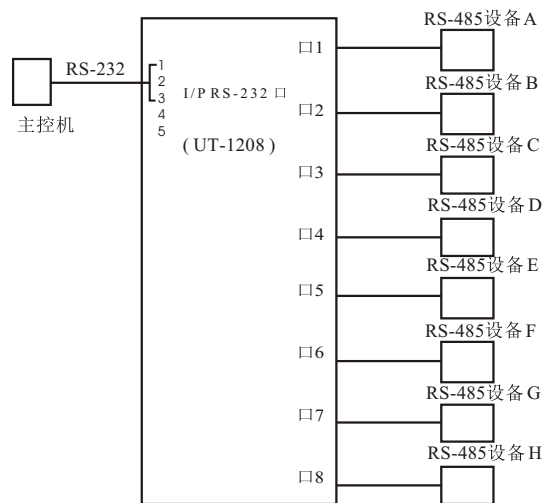 RS-485设备A
口1
RS-232
1
2
3
4
5
I/P RS-232 口
RS-485设备B
口2
主控机
(UT-1208)
RS-485设备C
口3
RS-485设备D
口4
RS-485设备E
口5
RS-485设备F
口6
RS-485设备G
口7
RS-485设备H
口8